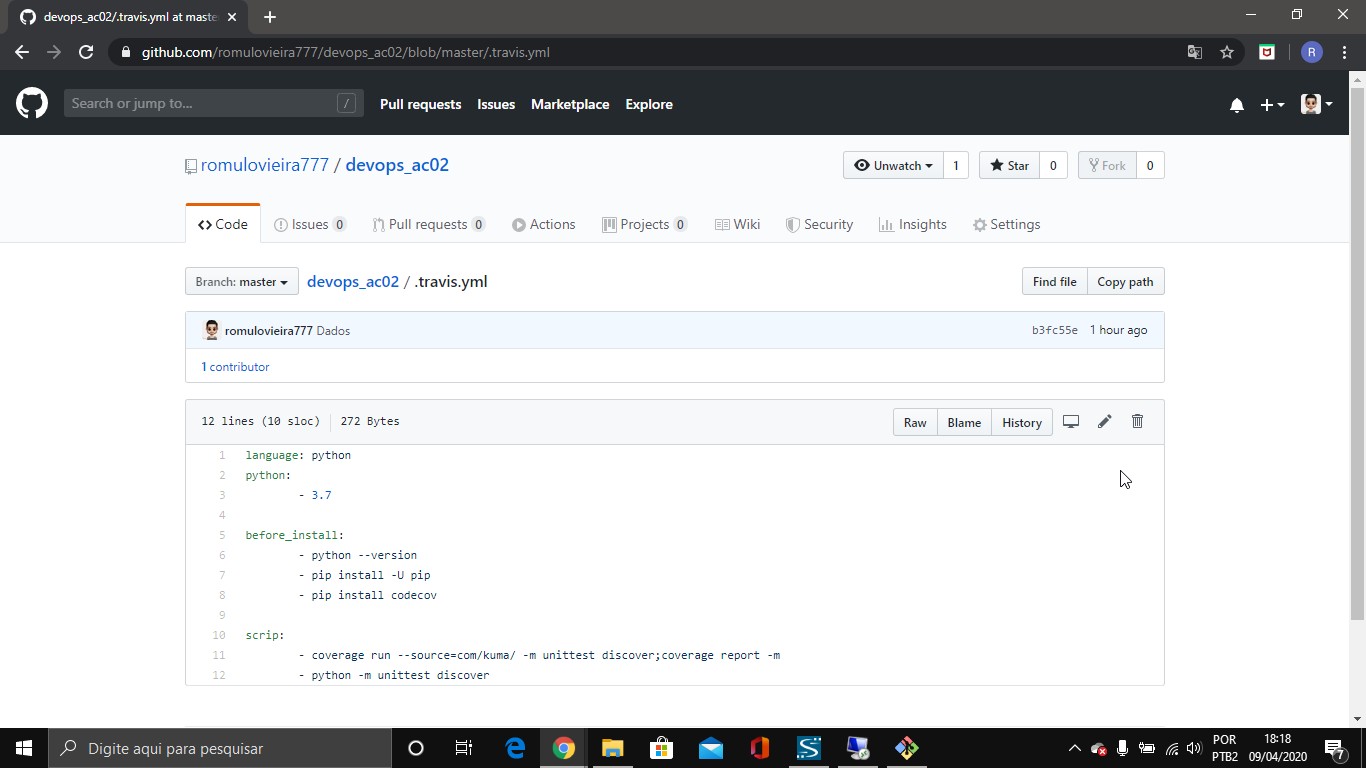 devops_ac02/.travis.yml at maste
github.com/romulovieira777/devops_ac02/blob/master/.travis.yml
R
Search or jump to...
/
Pull requests Issues Marketplace Explore
romulovieira777 / devops_ac02
Unwatch 1 Star 0 Fork 0
Code Issues 0 Pull requests 0 Actions Projects 0 Wiki Security Insights Settings
Branch: master devops_ac02 / .travis.yml Find file Copy path
romulovieira777 Dados b3fc55e 1 hour ago
1 contributor
12 lines (10 sloc) 272 Bytes Raw Blame History
1 language: python
2 python:
3 - 3.7
4
5 before_install:
6 - python --version
7 - pip install -U pip
8 - pip install codecov
9
10 scrip:
11 - coverage run --source=com/kuma/ -m unittest discover;coverage report -m
12 - python -m unittest discover
Digite aqui para pesquisar
POR
PTB2
18:18
09/04/2020
7